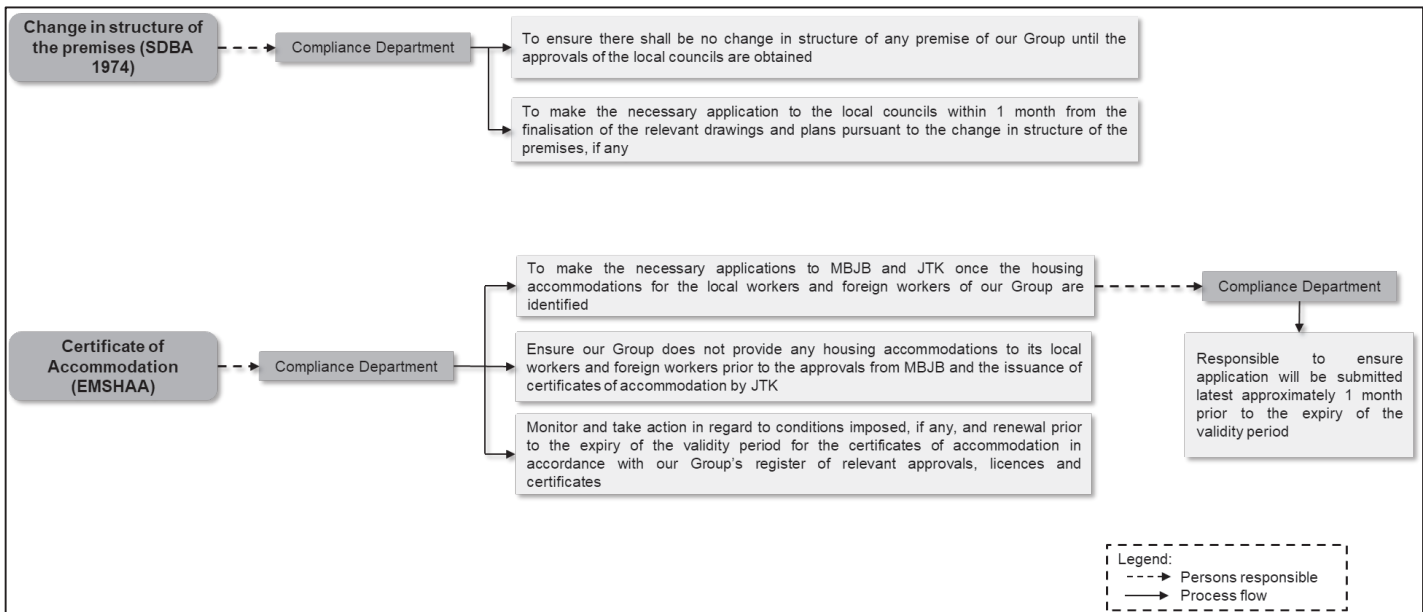 Change in structure of
the premises (SDBA
1974)
Compliance Department
To ensure there shall be no change in structure of any premise of our Group until the
approvals of the local councils are obtained
To make the necessary application to the local councils within 1 month from the
finalisation of the relevant drawings and plans pursuant to the change in structure of the
premises, if any
Certificate of
Accommodation
(EMSHAA)
Compliance Department
To make the necessary applications to MBJB and JTK once the housing
accommodations for the local workers and foreign workers of our Group are
identified
Ensure our Group does not provide any housing accommodations to its local
workers and foreign workers prior to the approvals from MBJB and the issuance of
certificates of accommodation by JTK
Monitor and take action in regard to conditions imposed, if any, and renewal prior
to the expiry of the validity period for the certificates of accommodation in
accordance with our Group's register of relevant approvals, licences and
certificates
Compliance Department
Responsible to ensure
application will be submitted
latest approximately 1 month
prior to the expiry of the
validity period
Legend:
Persons responsible
Process flow